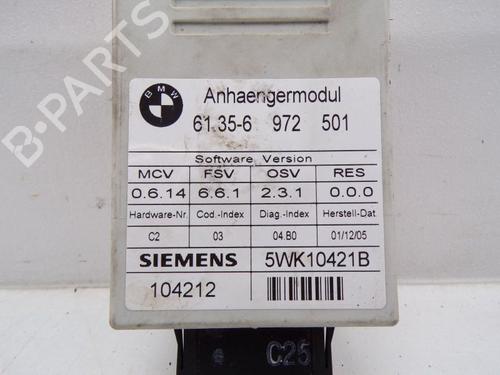 BMW
Anhaengermodul
61.35-6 972 501
Software Version
MCV FSV OSV RES
0.6.14 6.6.1 2.3.1 0.0.0
Hardware-Nr. Cod.-Index Diag.-Index Herstell-Dat.
C2 03 04.B0 01/12/05
SIEMENS 5WK10421B
104212
C25
B-PARTS
B-PARTS